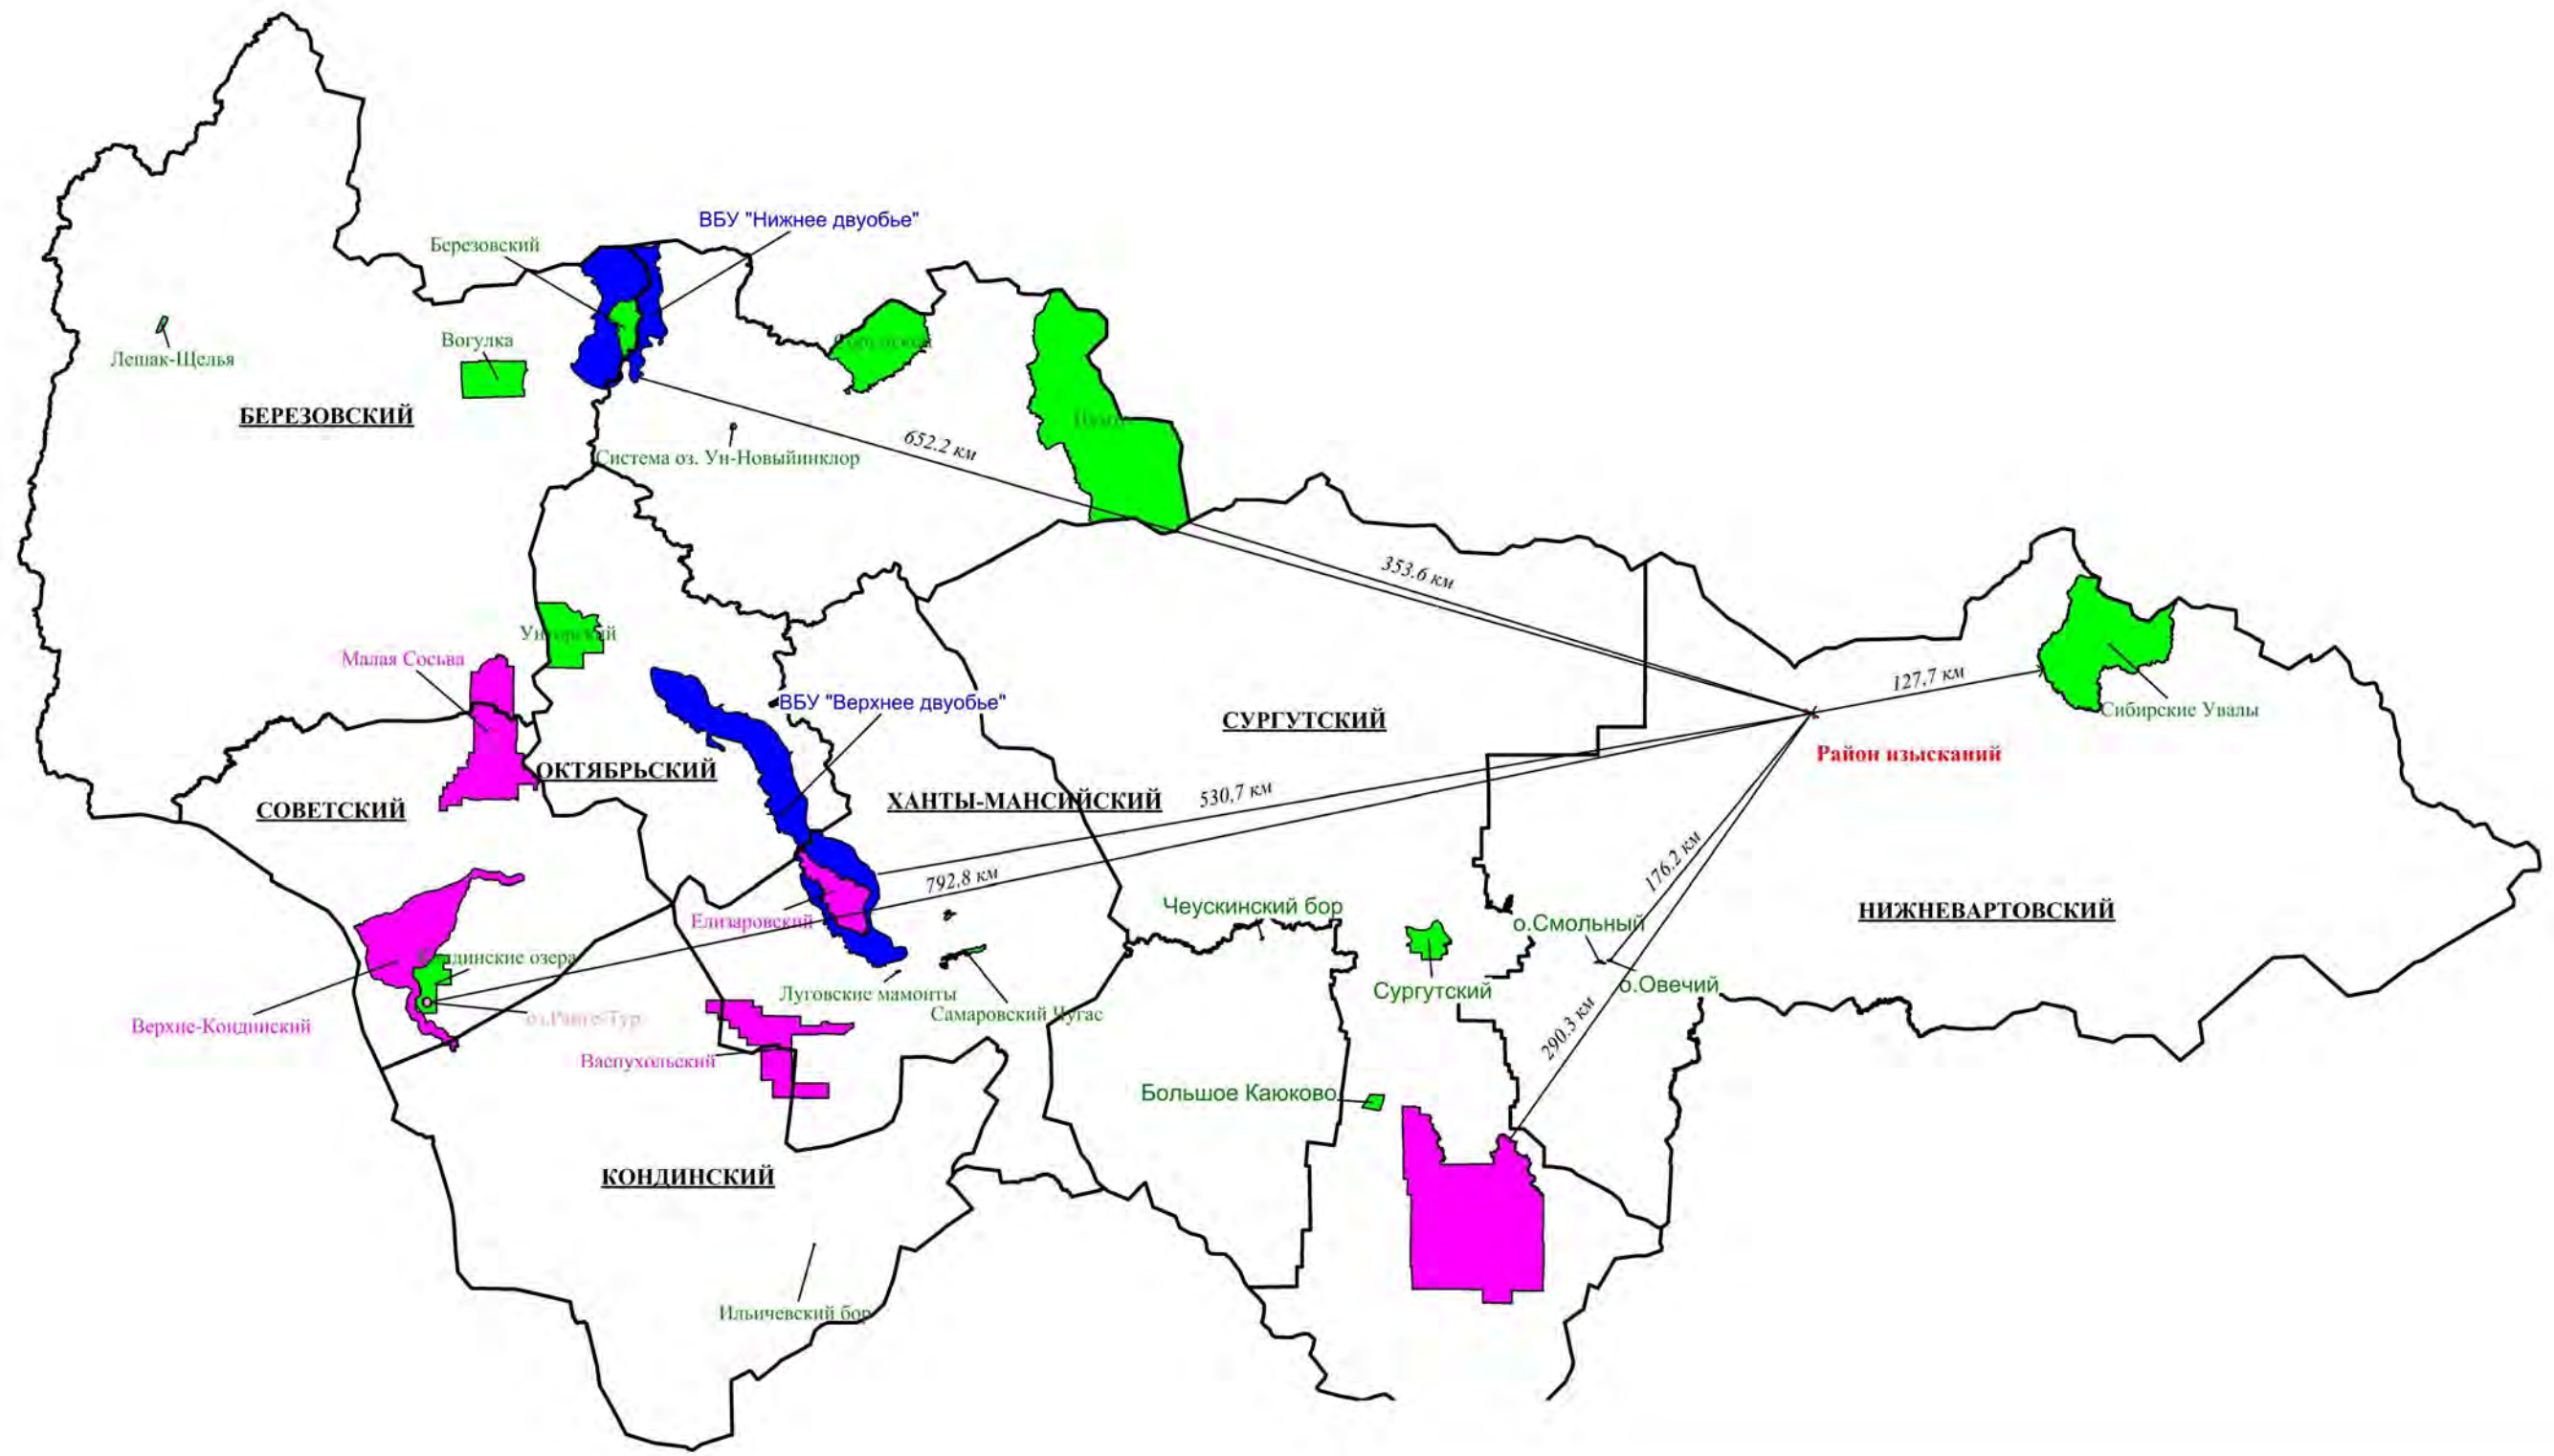 ВБУ "Нижнее двуобье"
Березовский
Вогулка
Лешак-Щелья
БЕРЕЗОВСКИЙ
652.2 км
Система оз. Ун-Новыйинклор
353.6 км
Малая Сосьва
127,7 км
ВБУ "Верхнее двуобье"
Сибирские Увалы
СУРГУТСКИЙ
Район изысканий
ОКТЯБРЬСКИЙ
СОВЕТСКИЙ
ХАНТЫ-МАНСИЙСКИЙ
530,7 км
792,8 км
176.2 км
Чеускинский бор
НИЖНЕВАРТОВСКИЙ
Елизаровский
о.Смольный
озера
Луговские мамонты
Сургутский
о.Овечий
Самаровский Чугас
Верхне-Кондинский
290.3 км
Васпухольский
Большое Каюково
КОНДИНСКИЙ
Ильичевский бор